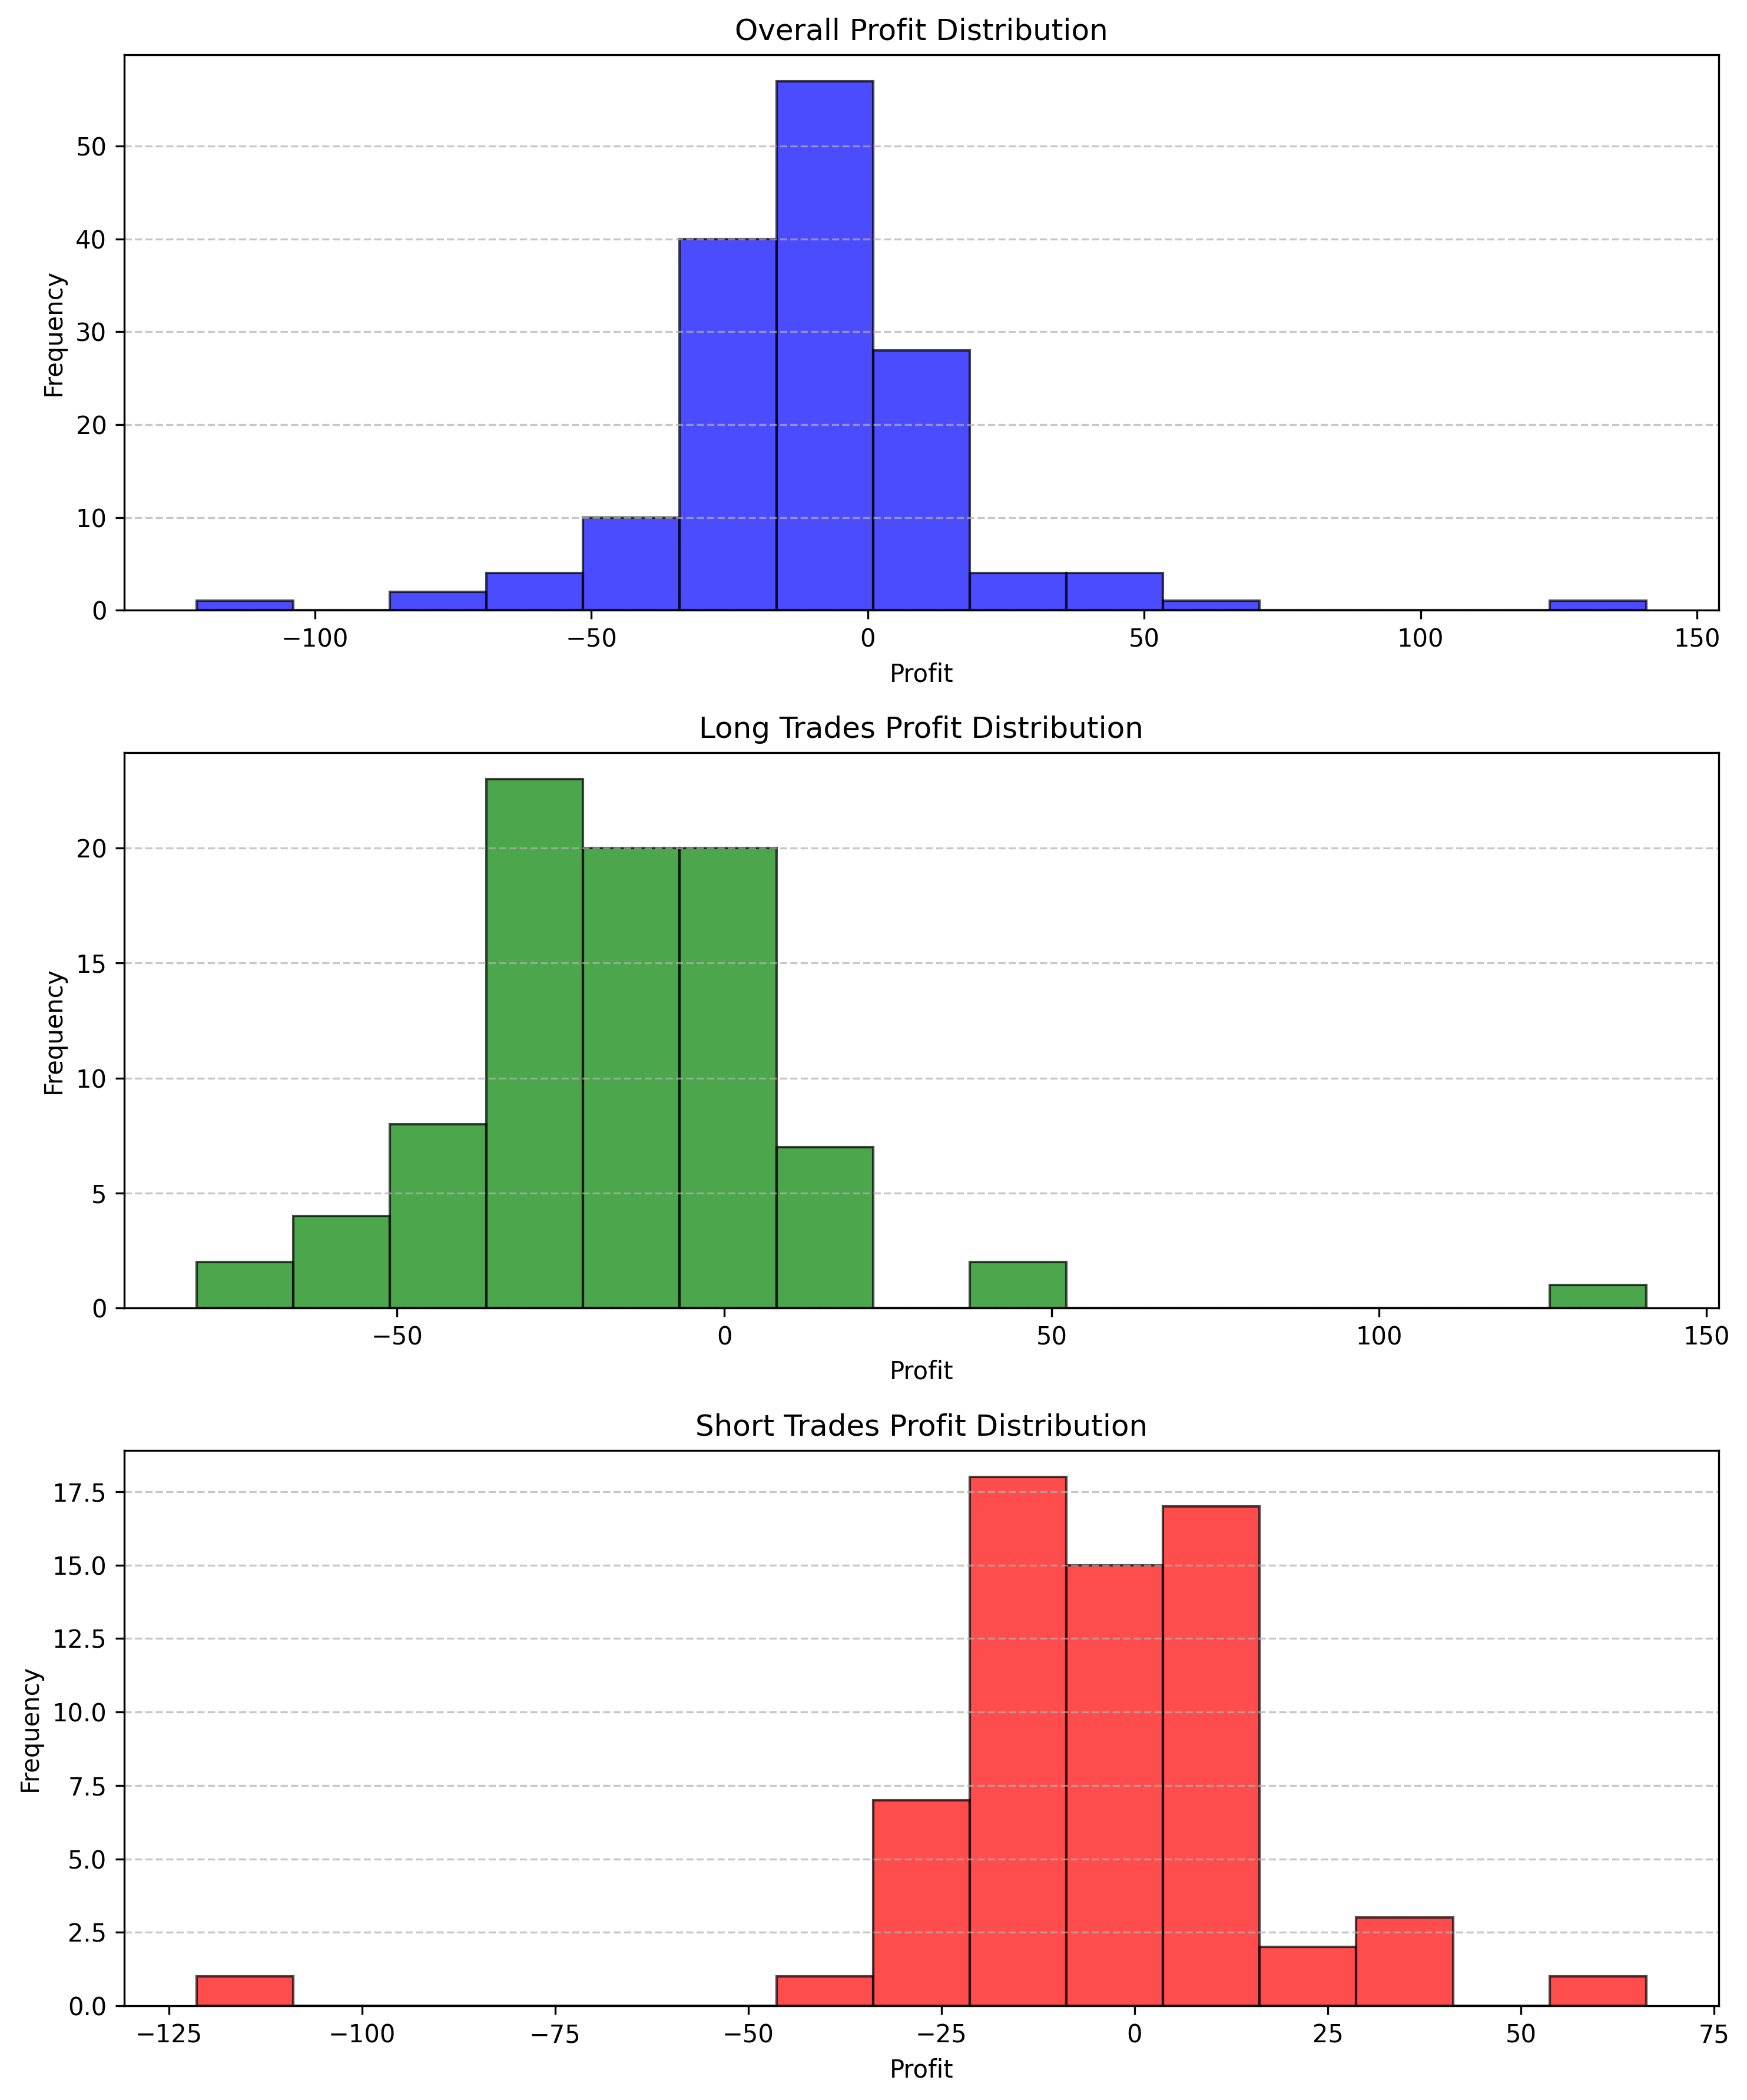 Overall Profit Distribution
50
40
30
20
10
0
Frequency
−100 −50 0 50 100 150
Profit
Long Trades Profit Distribution
20
15
10
5
0
Frequency
−50 0 50 100 150
Profit
Short Trades Profit Distribution
17.5
15.0
12.5
10.0
7.5
5.0
2.5
0.0
Frequency
−125 −100 −75 −50 −25 0 25 50 75
Profit